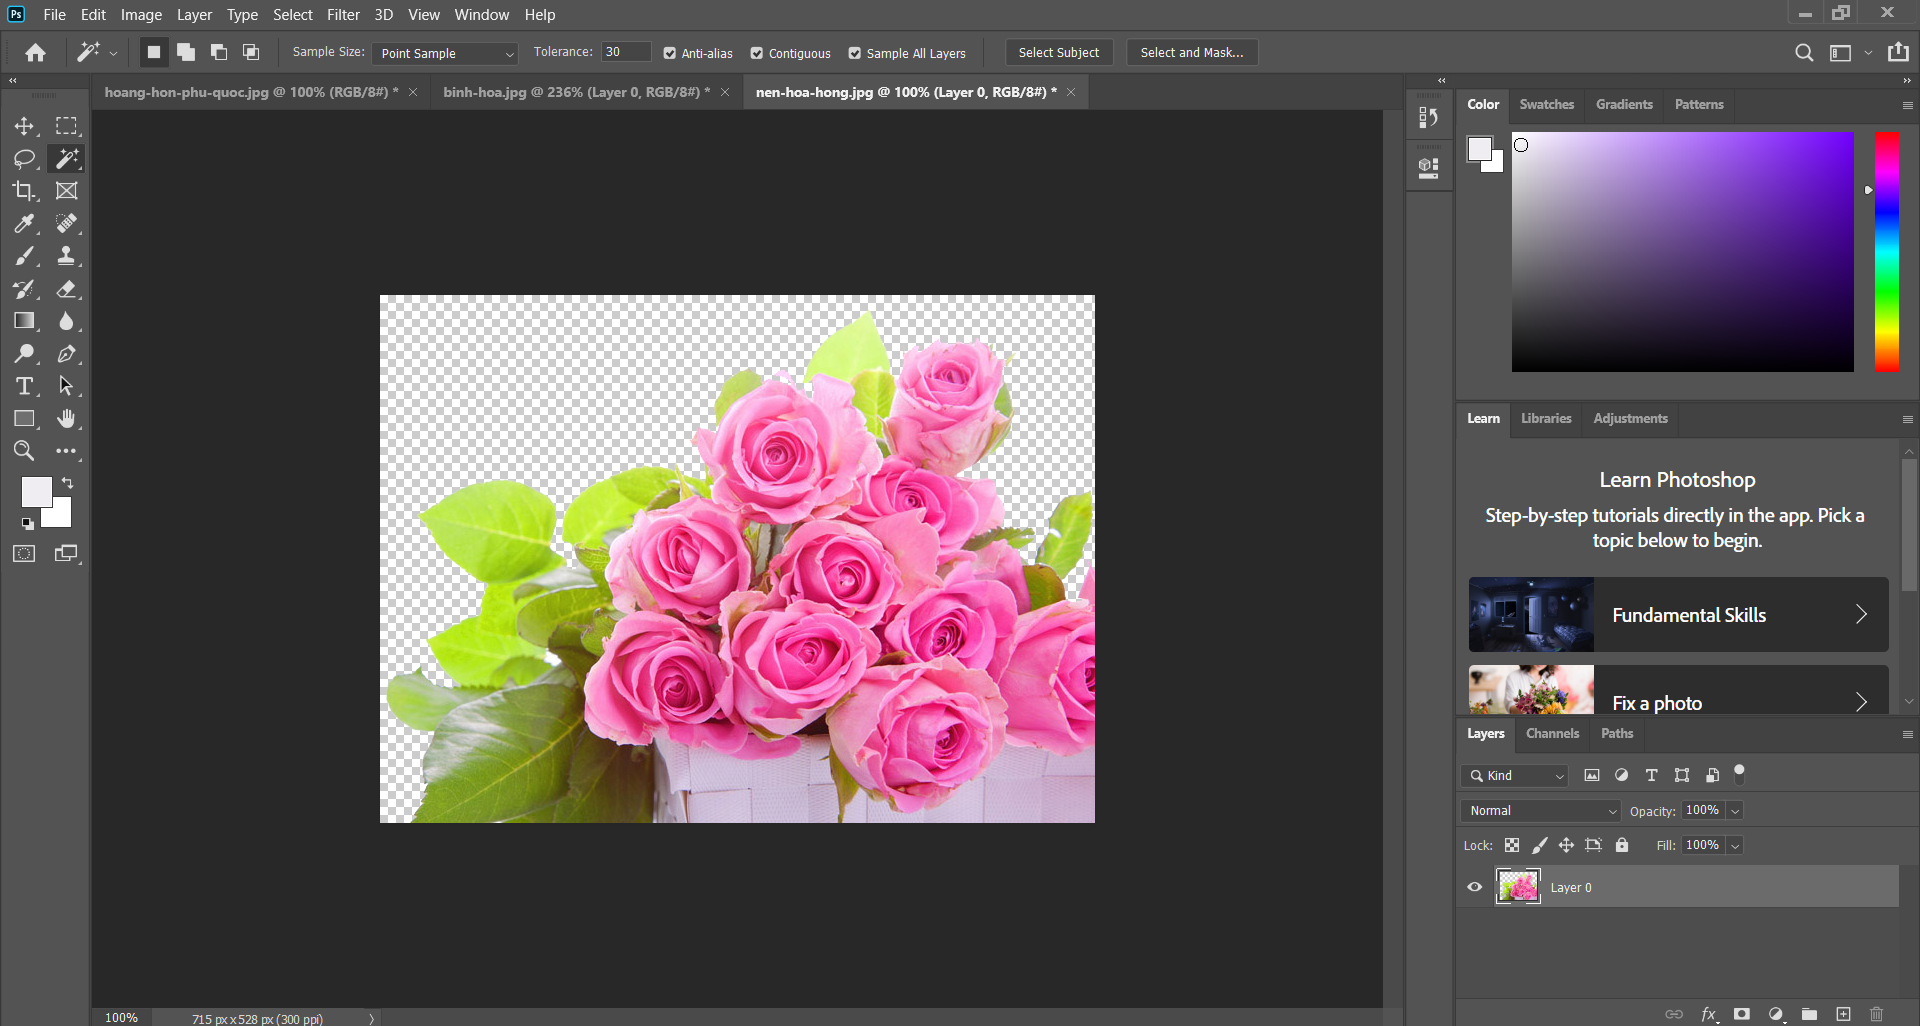 Ps File Edit Image Layer Type Select Filter 3D View Window Help
Sample Size: Point Sample Tolerance: 30 Anti-alias Contiguous Sample All Layers Select Subject Select and Mask...
hoang-hon-phu-quoc.jpg @ 100% (RGB/8#) * binh-hoa.jpg @ 236% (Layer 0, RGB/8#) * nen-hoa-hong.jpg @ 100% (Layer 0, RGB/8#) *
Color Swatches Gradients Patterns
Learn Libraries Adjustments
Learn Photoshop
Step-by-step tutorials directly in the app. Pick a
topic below to begin.
Fundamental Skills
Fix a photo
Layers Channels Paths
Kind
Normal Opacity: 100%
Lock: Fill: 100%
Layer 0
100% 715 px x 528 px (300 ppi)
fx